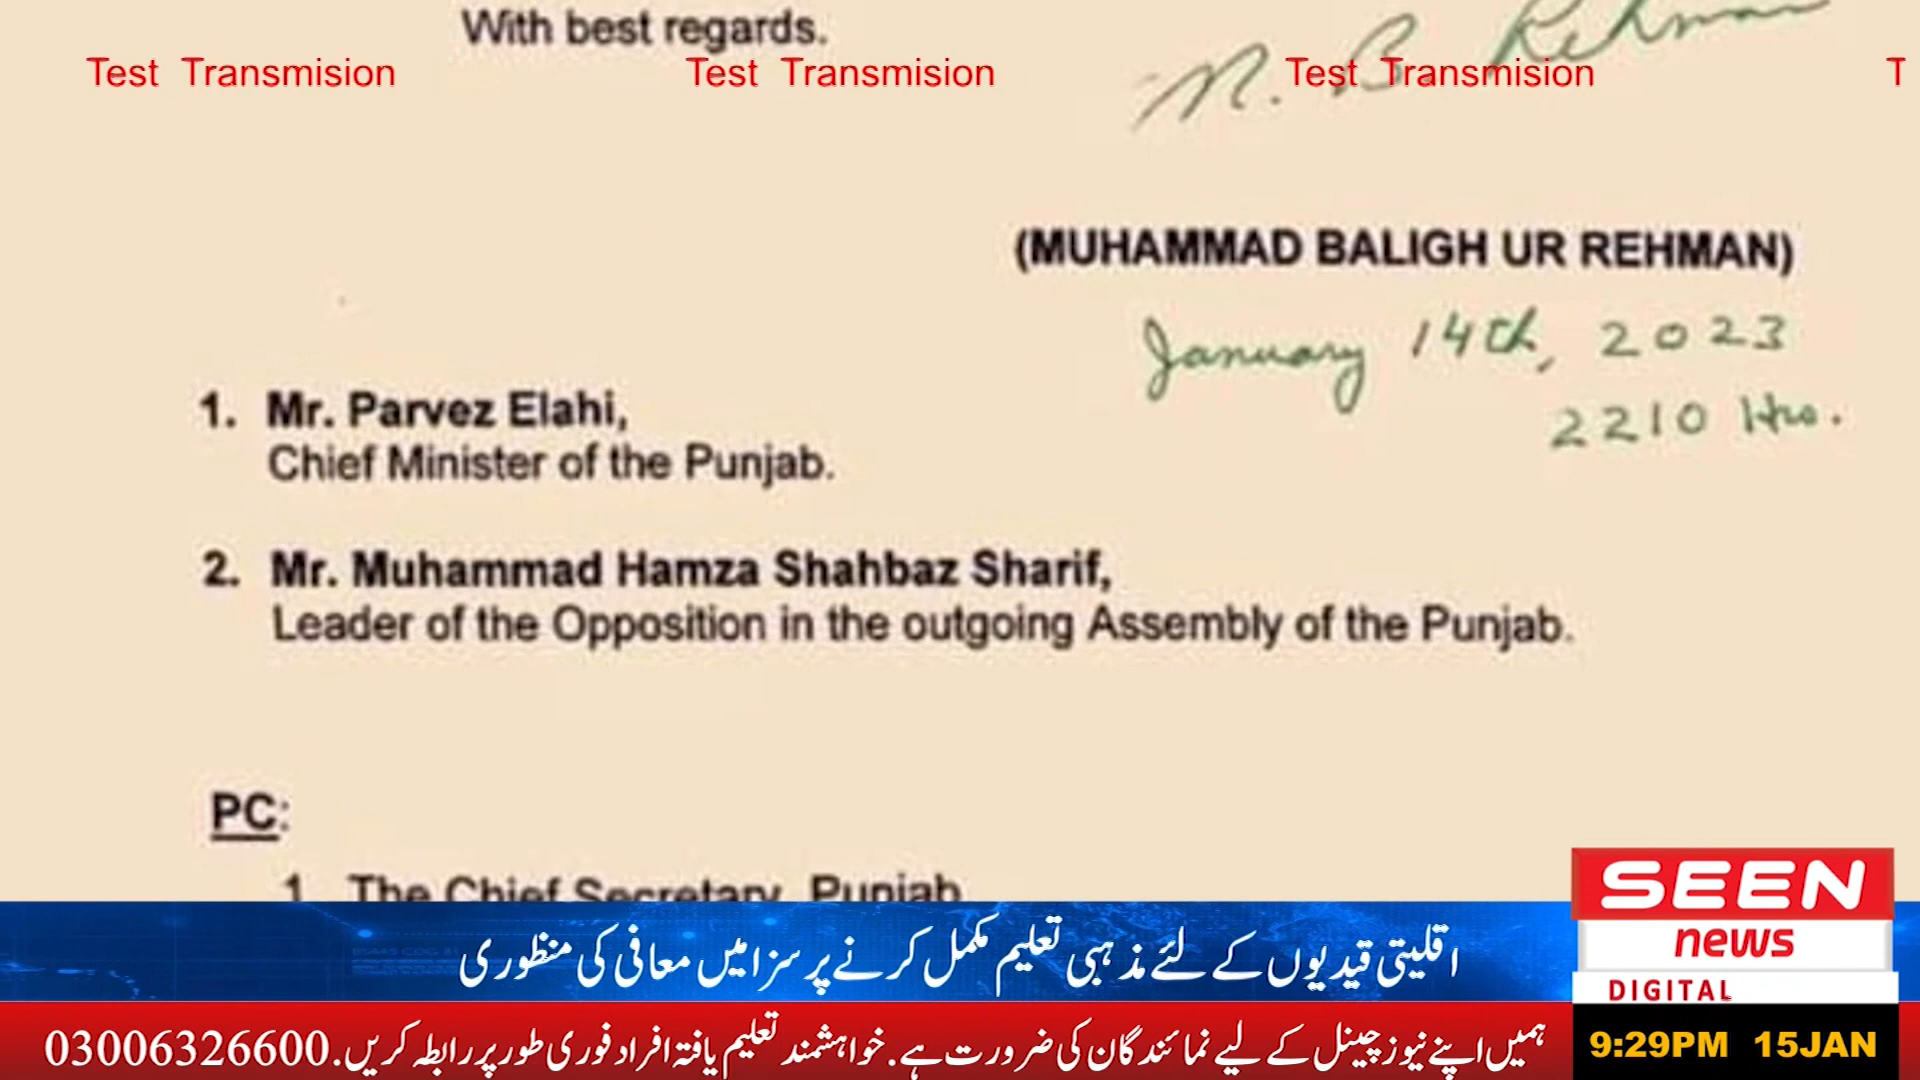 With best regards.
Test Transmision Test Transmision Test Transmision T
M. B Rehman
(MUHAMMAD BALIGH UR REHMAN)
January 14th, 2023
2210 Hrs.
1. Mr. Parvez Elahi,
Chief Minister of the Punjab.
2. Mr. Muhammad Hamza Shahbaz Sharif,
Leader of the Opposition in the outgoing Assembly of the Punjab.
PC:
1. The Chief Secretary, Punjab
SEEN
news
DIGITAL
اقلیتی قیدیوں کے لئے مذہبی تعلیم مکمل کرنے پر سزا میں معافی کی منظوری
ہمیں اپنے نیوز چینل کے لیے نمائندگان کی ضرورت ہے۔ خواہشمند تعلیم یافتہ افراد فوری طور پر رابطہ کریں۔ 03006326600
9:29PM 15JAN